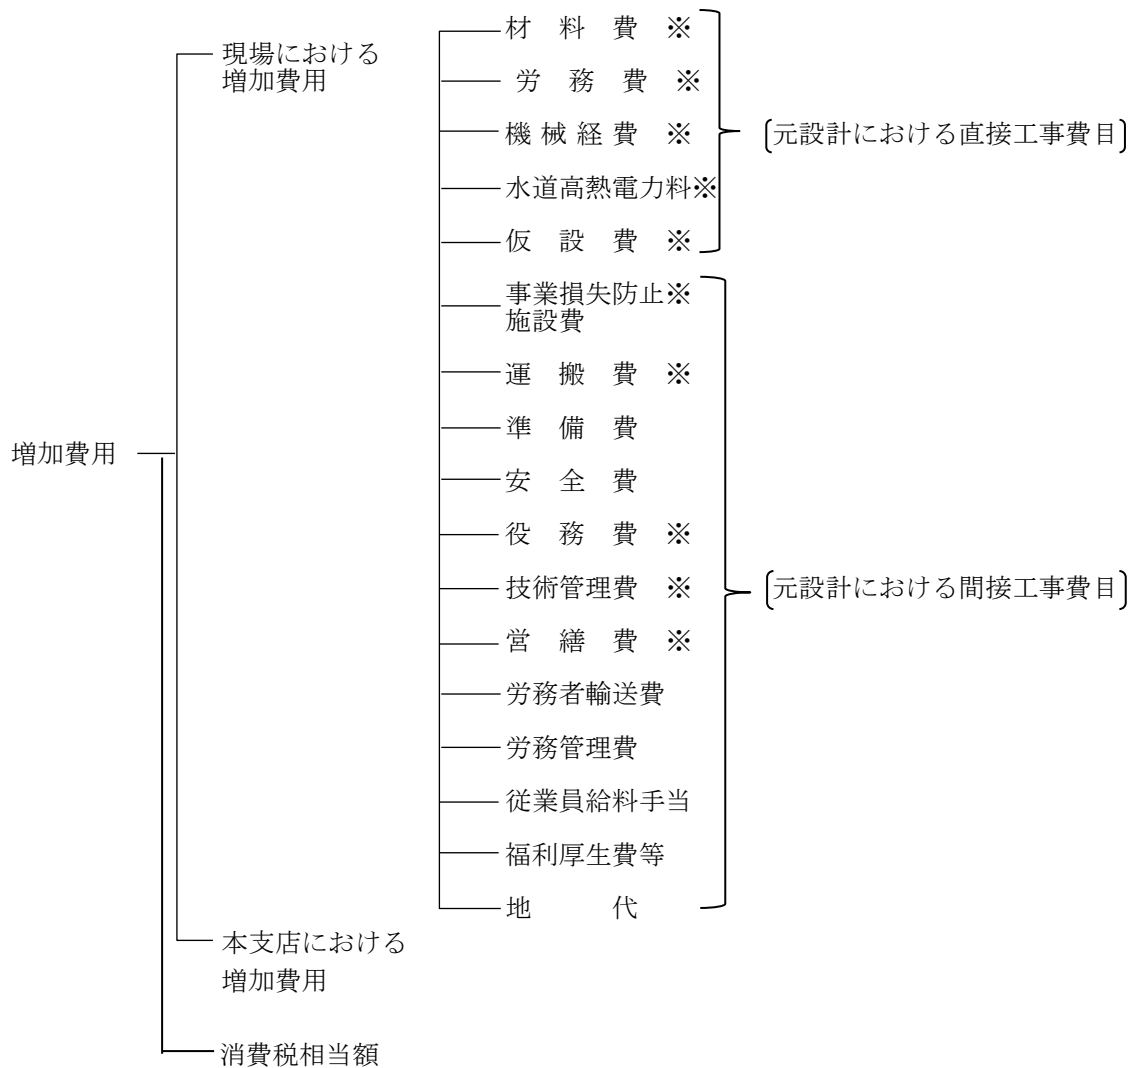 材料費 ※
現場における
増加費用
労務費 ※
機械経費 ※
〔元設計における直接工事費目〕
水道高熱電力料※
仮設費 ※
事業損失防止※
施設費
運搬費 ※
準備費
増加費用
安全費
役務費 ※
技術管理費 ※
〔元設計における間接工事費目〕
営繕費 ※
労務者輸送費
労務管理費
従業員給料手当
福利厚生費等
地代
本支店における
増加費用
消費税相当額